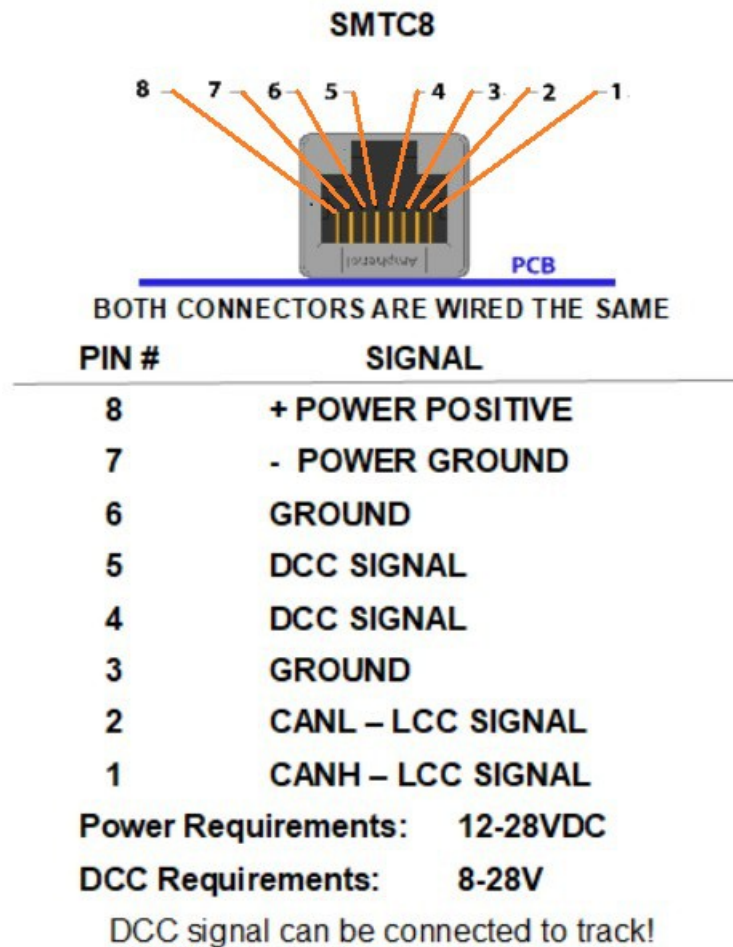 SMTC8
8 7 6 5 4 3 2 1
Amphenol
PCB
BOTH CONNECTORS ARE WIRED THE SAME
PIN # SIGNAL
8 + POWER POSITIVE
7 - POWER GROUND
6 GROUND
5 DCC SIGNAL
4 DCC SIGNAL
3 GROUND
2 CANL – LCC SIGNAL
1 CANH – LCC SIGNAL
Power Requirements: 12-28VDC
DCC Requirements: 8-28V
DCC signal can be connected to track!